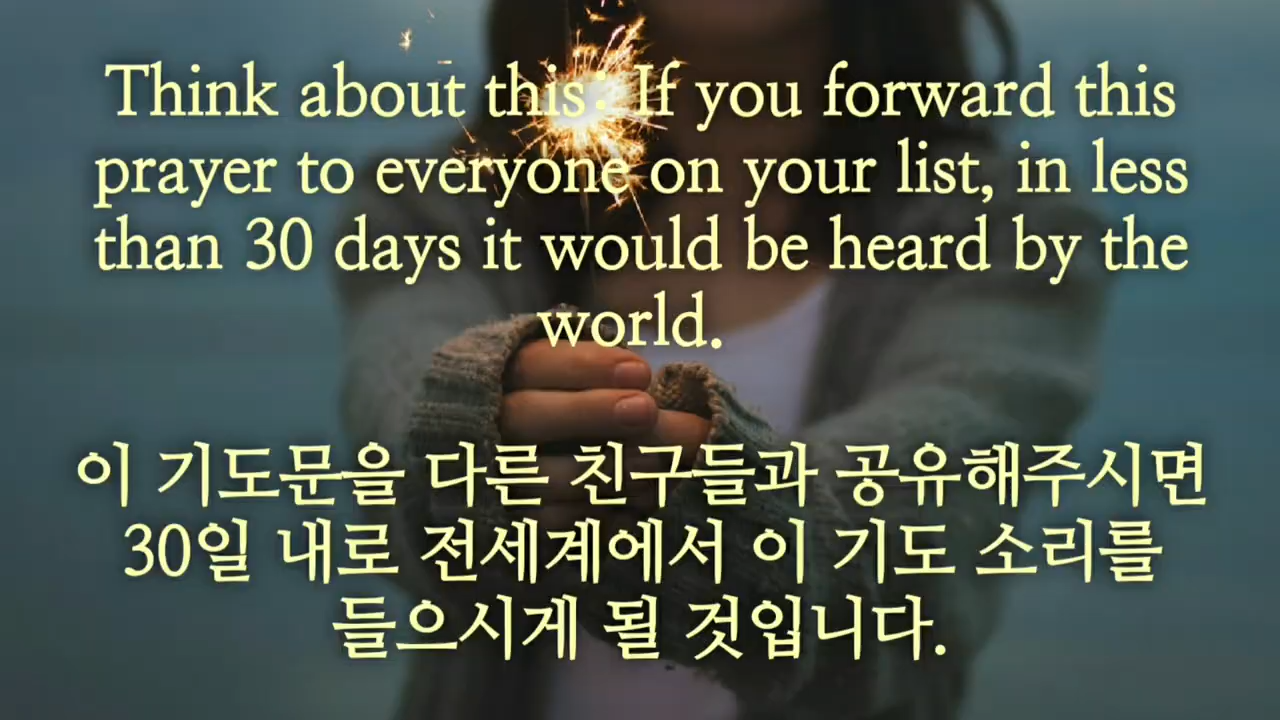 Think about this: If you forward this
prayer to everyone on your list, in less
than 30 days it would be heard by the
world.
이 기도문을 다른 친구들과 공유해주시면
30일 내로 전세계에서 이 기도 소리를
들으시게 될 것입니다.